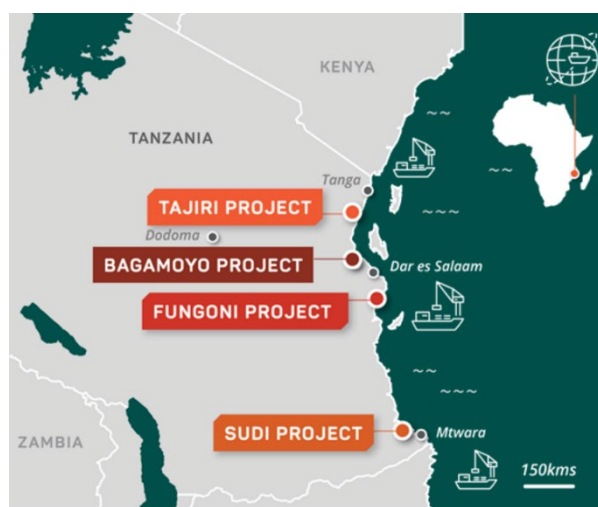 KENYA
TANZANIA
Tanga
TAJIRI PROJECT
Dodoma
BAGAMOYO PROJECT
Dar es Salaam
FUNGONI PROJECT
SUDI PROJECT
Mtwara
ZAMBIA
150kms